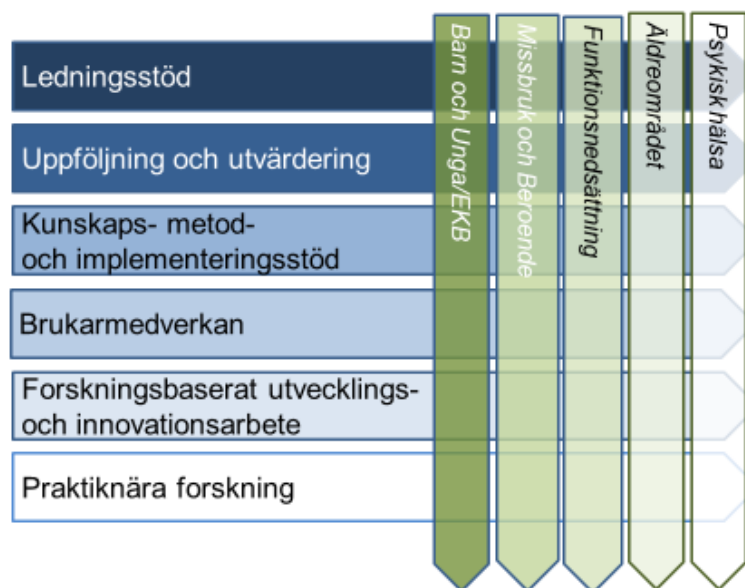 Ledningsstöd
Uppföljning och utvärdering
Kunskaps- metod-
och implementeringsstöd
Brukarmedverkan
Forskningsbaserat utvecklings-
och innovationsarbete
Praktiknära forskning
Barn och Unga/EKB
Missbruk och Beroende
Funktionsnedsättning
Äldreområdet
Psykisk hälsa